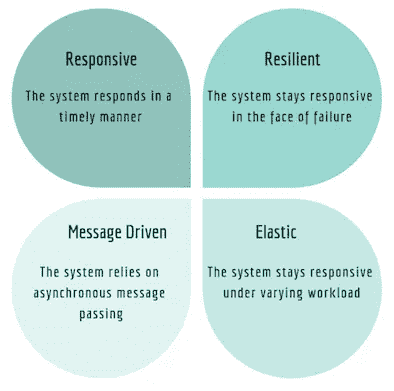 Responsive
The system responds in a
timely manner
Resilient
The system stays responsive
in the face of failure
Message Driven
The system relies on
asynchronous message
passing
Elastic
The system stays responsive
under varying workload